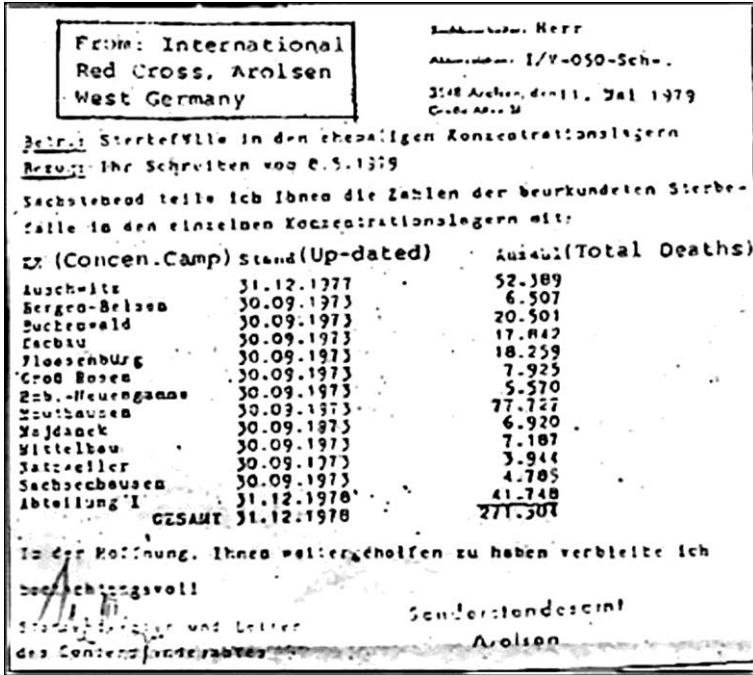 From: International
Red Cross, Arolsen
West Germany
Herr
I/V-050-Sch-.
Arolsen, den 11. Mai 1979
Betr.: Sterbefälle in den ehemaligen Konzentrationslagern
Bezug: Ihr Schreiben vom 8.5.1979
Nachstehend teile ich Ihnen die Zahlen der beurkundeten Sterbe-
fälle in den einzelnen Konzentrationslagern mit:
(Concen.Camp) Stand (Up-dated) Anzahl (Total Deaths)
Auschwitz 31.12.1977 52.389
Bergen-Belsen 30.09.1973 6.507
Buchenwald 30.09.1973 20.501
Dachau 30.09.1973 17.842
Flossenbürg 30.09.1973 18.259
Groß Rosen 30.09.1973 7.925
Neuengamme 30.09.1973 5.570
Mauthausen 30.09.1973 77.727
Majdanek 30.09.1973 6.920
Mittelbau 30.09.1973 7.187
Natzweiler 30.09.1973 3.944
Sachsenhausen 30.09.1973 4.785
Abteilung I 31.12.1978 41.748
GESAMT 31.12.1978 271.304
In der Hoffnung, Ihnen weitergeholfen zu haben verbleibe ich
hochachtungsvoll
Sonderstandesamt
Arolsen
und Leiter
des Sonderstandesamtes